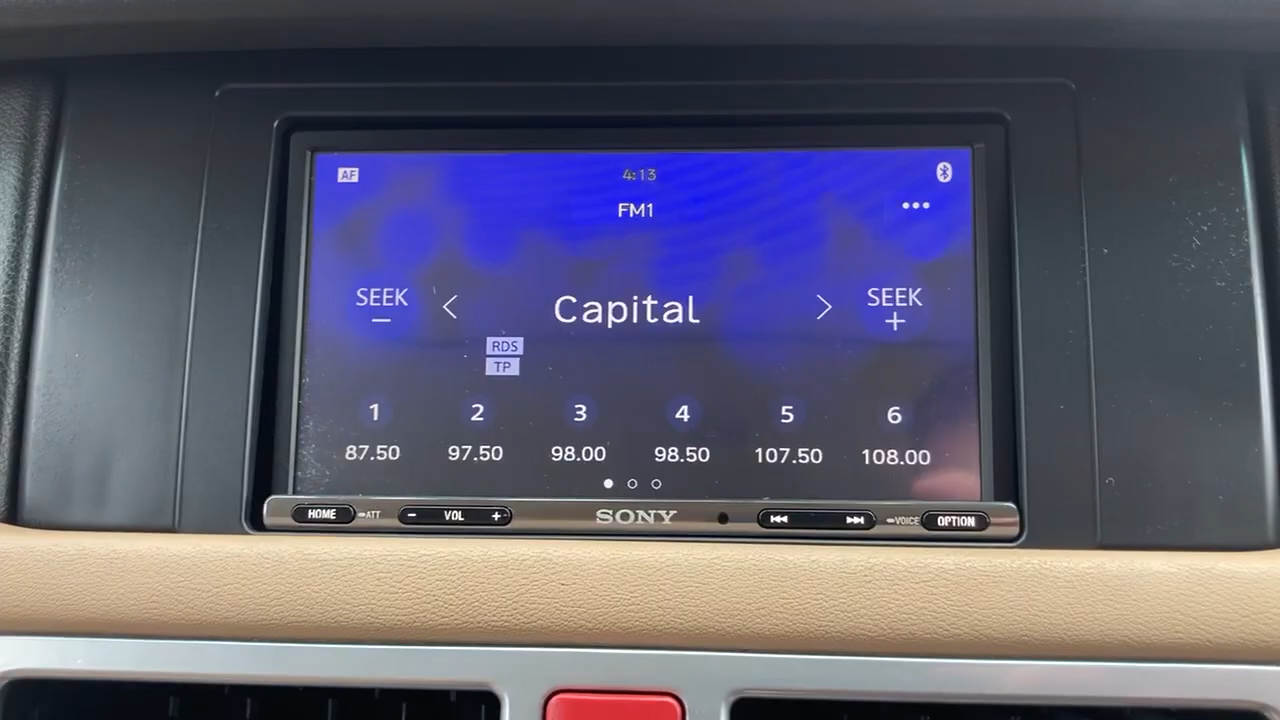 AF 4:13
FM1
SEEK Capital SEEK
− +
RDS
TP
1 2 3 4 5 6
87.50 97.50 98.00 98.50 107.50 108.00
HOME ATT − VOL + SONY VOICE OPTION